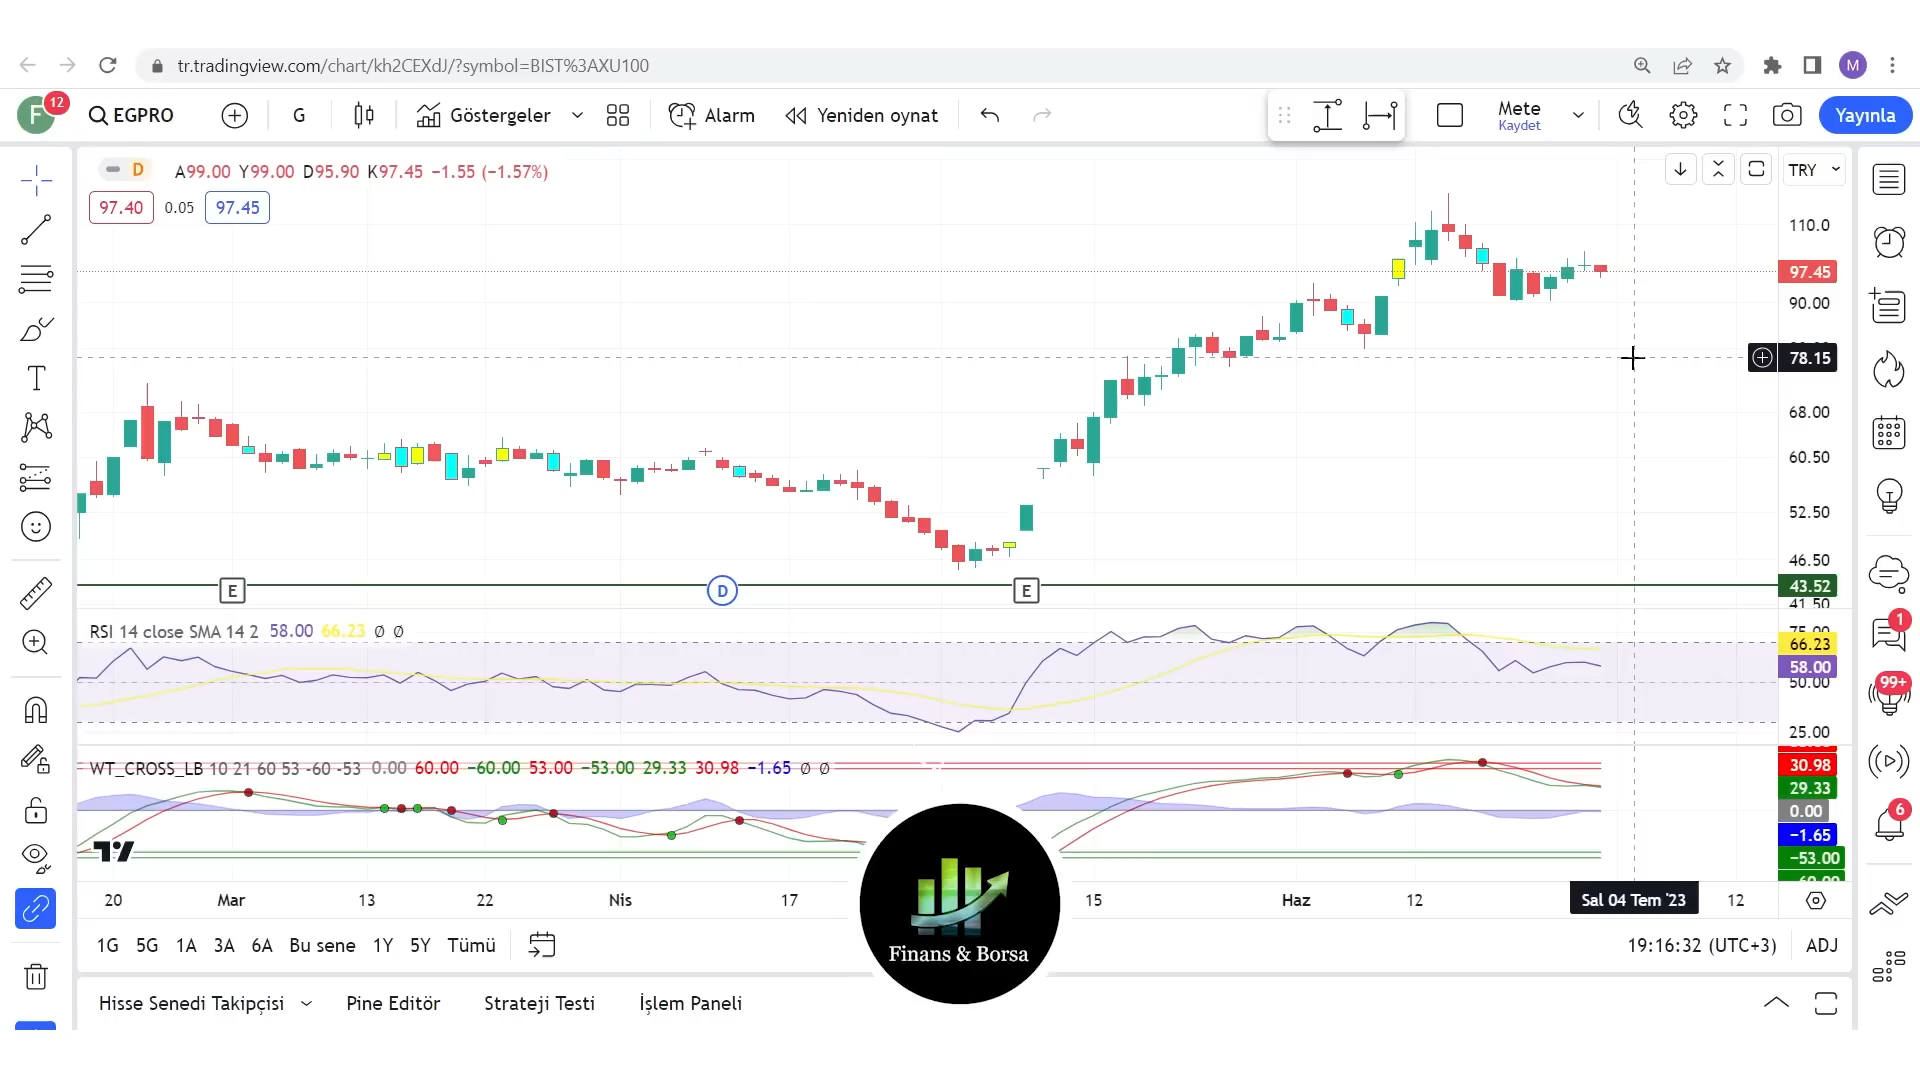 tr.tradingview.com/chart/kh2CEXdJ/?symbol=BIST%3AXU100
M
F 12 EGPRO G Göstergeler Alarm Yeniden oynat Mete Kaydet Yayınla
D A99.00 Y99.00 D95.90 K97.45 −1.55 (−1.57%)
TRY
97.40 0.05 97.45
110.0
97.45
90.00
78.15
68.00
60.50
52.50
46.50
43.52
41.50
E D E
RSI 14 close SMA 14 2 58.00 66.23 Ø Ø
75.00
66.23
58.00
50.00
25.00
WT_CROSS_LB 10 21 60 53 -60 -53 0.00 60.00 −60.00 53.00 −53.00 29.33 30.98 −1.65 Ø Ø
30.98
29.33
0.00
−1.65
−53.00
−60.00
1
99+
6
20 Mar 13 22 Nis 17 15 Haz 12 Sal 04 Tem '23 12
1G 5G 1A 3A 6A Bu sene 1Y 5Y Tümü
19:16:32 (UTC+3) ADJ
Finans & Borsa
Hisse Senedi Takipçisi Pine Editör Strateji Testi İşlem Paneli